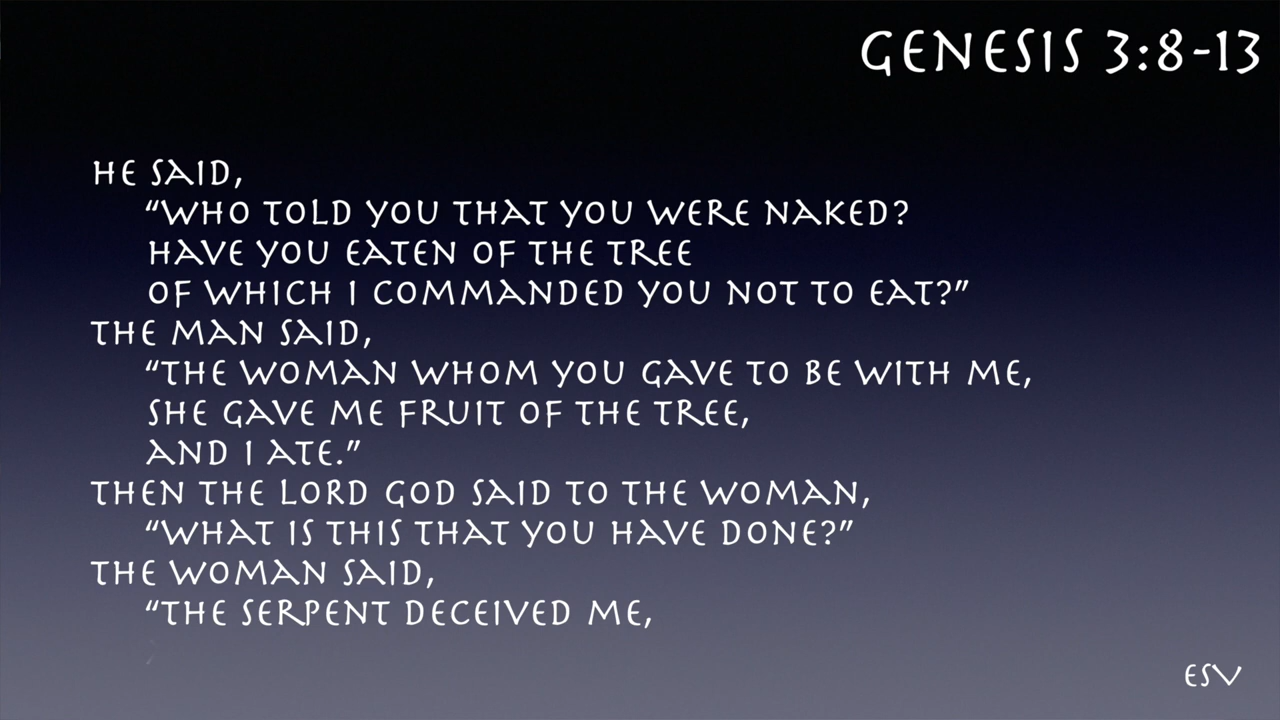 GENESIS 3:8-13
HE SAID,
"WHO TOLD YOU THAT YOU WERE NAKED?
HAVE YOU EATEN OF THE TREE
OF WHICH I COMMANDED YOU NOT TO EAT?"
THE MAN SAID,
"THE WOMAN WHOM YOU GAVE TO BE WITH ME,
SHE GAVE ME FRUIT OF THE TREE,
AND I ATE."
THEN THE LORD GOD SAID TO THE WOMAN,
"WHAT IS THIS THAT YOU HAVE DONE?"
THE WOMAN SAID,
"THE SERPENT DECEIVED ME,
ESV